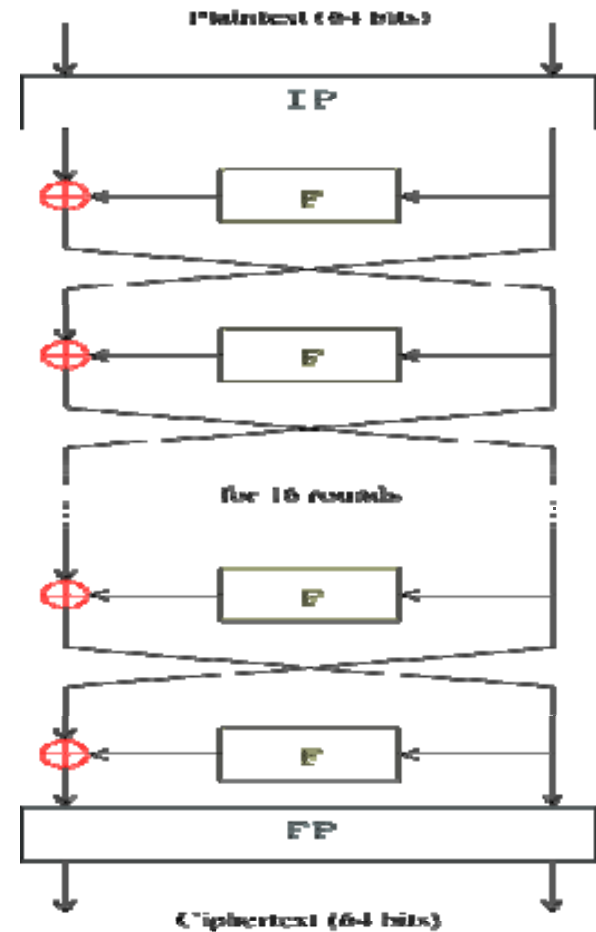 Plaintext (64 bits)
IP
F
F
for 16 rounds
F
F
FP
Ciphertext (64 bits)